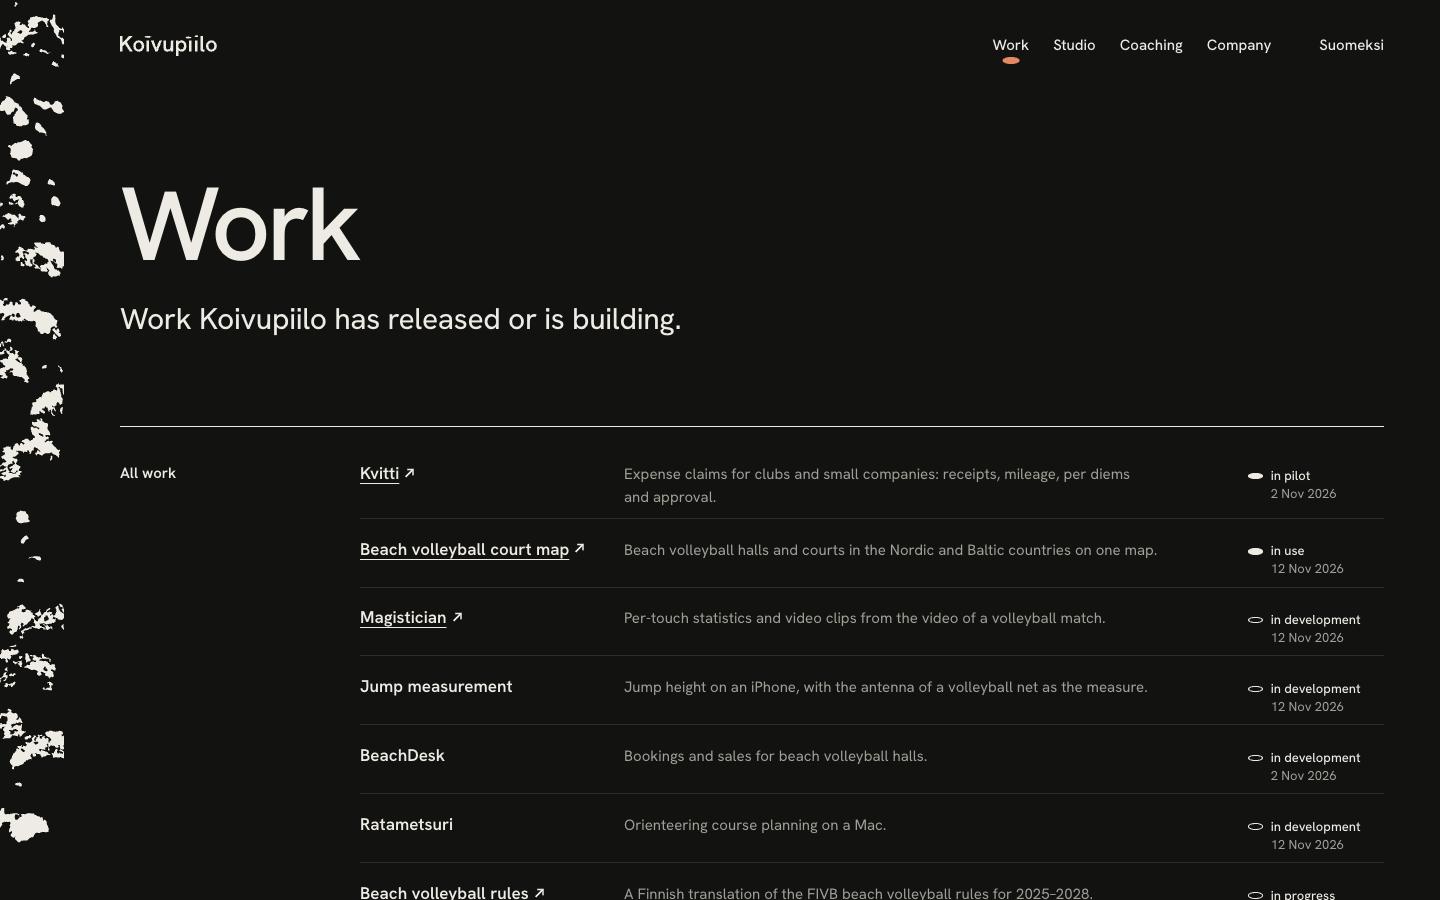 Koivupiilo
Work
Studio
Coaching
Company
Suomeksi
Work
Work Koivupiilo has released or is building.
All work
Kvitti ↗
Expense claims for clubs and small companies: receipts, mileage, per diems
and approval.
in pilot
2 Nov 2026
Beach volleyball court map ↗
Beach volleyball halls and courts in the Nordic and Baltic countries on one map.
in use
12 Nov 2026
Magistician ↗
Per-touch statistics and video clips from the video of a volleyball match.
in development
12 Nov 2026
Jump measurement
Jump height on an iPhone, with the antenna of a volleyball net as the measure.
in development
12 Nov 2026
BeachDesk
Bookings and sales for beach volleyball halls.
in development
2 Nov 2026
Ratametsuri
Orienteering course planning on a Mac.
in development
12 Nov 2026
Beach volleyball rules ↗
A Finnish translation of the FIVB beach volleyball rules for 2025–2028.
in progress